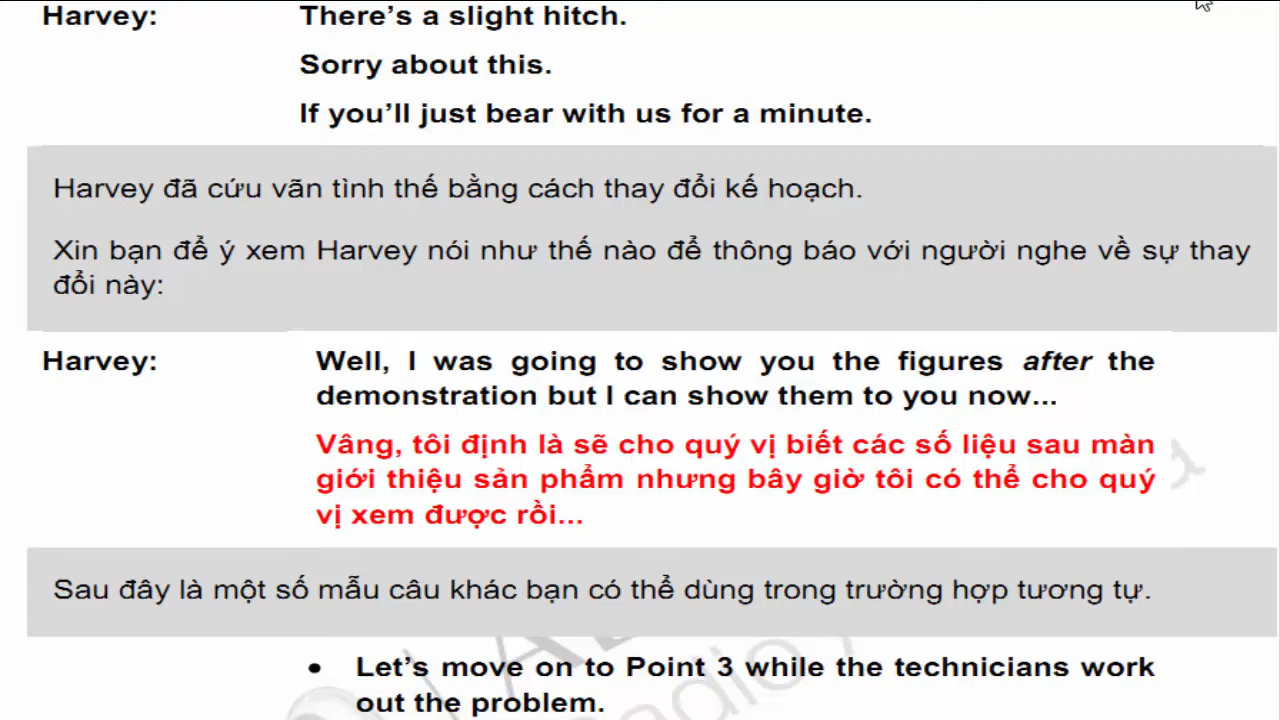 Harvey: There's a slight hitch.
Sorry about this.
If you'll just bear with us for a minute.
Harvey đã cứu vãn tình thế bằng cách thay đổi kế hoạch.
Xin bạn để ý xem Harvey nói như thế nào để thông báo với người nghe về sự thay
đổi này:
Harvey: Well, I was going to show you the figures after the
demonstration but I can show them to you now...
Vâng, tôi định là sẽ cho quý vị biết các số liệu sau màn
giới thiệu sản phẩm nhưng bây giờ tôi có thể cho quý
vị xem được rồi...
Sau đây là một số mẫu câu khác bạn có thể dùng trong trường hợp tương tự.
• Let's move on to Point 3 while the technicians work
out the problem.